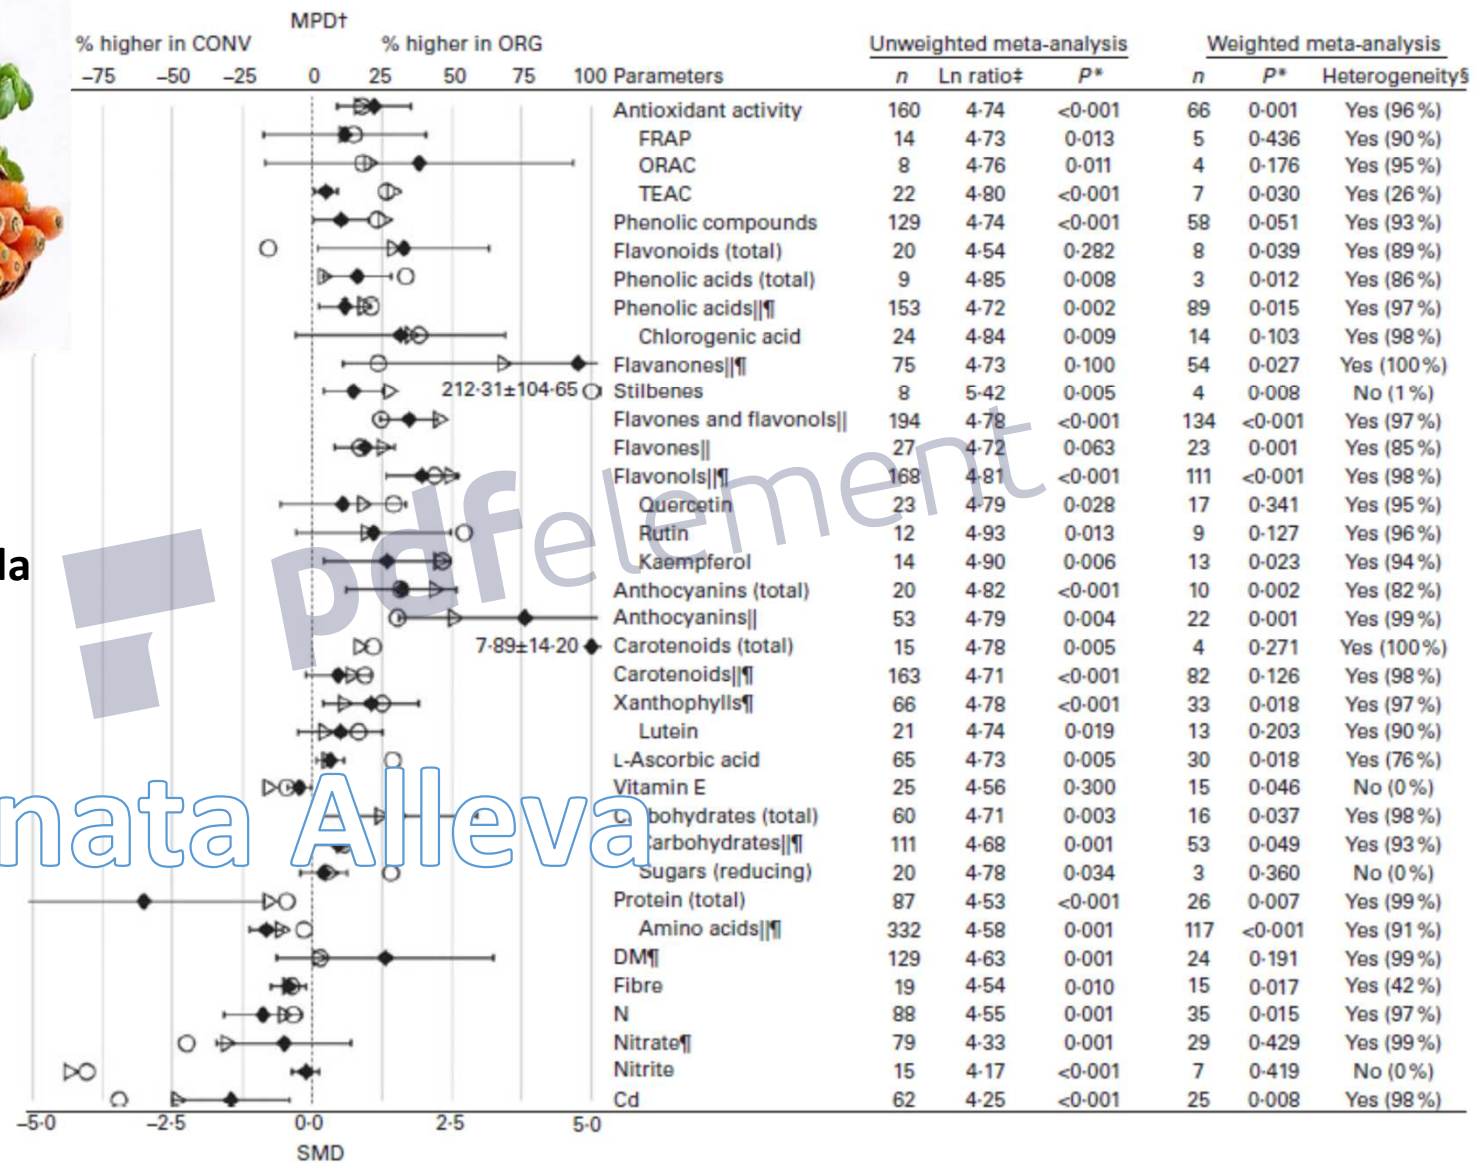 MPD†
% higher in CONV % higher in ORG Unweighted meta-analysis Weighted meta-analysis
−75 −50 −25 0 25 50 75 100 Parameters n Ln ratio‡ P* n P* Heterogeneity§
Antioxidant activity 160 4·74 <0·001 66 0·001 Yes (96 %)
FRAP 14 4·73 0·013 5 0·436 Yes (90 %)
ORAC 8 4·76 0·011 4 0·176 Yes (95 %)
TEAC 22 4·80 <0·001 7 0·030 Yes (26 %)
Phenolic compounds 129 4·74 <0·001 58 0·051 Yes (93 %)
Flavonoids (total) 20 4·54 0·282 8 0·039 Yes (89 %)
Phenolic acids (total) 9 4·85 0·008 3 0·012 Yes (86 %)
Phenolic acids||¶ 153 4·72 0·002 89 0·015 Yes (97 %)
Chlorogenic acid 24 4·84 0·009 14 0·103 Yes (98 %)
Flavanones||¶ 75 4·73 0·100 54 0·027 Yes (100 %)
212·31±104·65 Stilbenes 8 5·42 0·005 4 0·008 No (1 %)
Flavones and flavonols|| 194 4·78 <0·001 134 <0·001 Yes (97 %)
Flavones|| 27 4·72 0·063 23 0·001 Yes (85 %)
Flavonols||¶ 168 4·81 <0·001 111 <0·001 Yes (98 %)
Quercetin 23 4·79 0·028 17 0·341 Yes (95 %)
Rutin 12 4·93 0·013 9 0·127 Yes (96 %)
Kaempferol 14 4·90 0·006 13 0·023 Yes (94 %)
la
pdfelement
Anthocyanins (total) 20 4·82 <0·001 10 0·002 Yes (82 %)
Anthocyanins|| 53 4·79 0·004 22 0·001 Yes (99 %)
7·89±14·20 Carotenoids (total) 15 4·78 0·005 4 0·271 Yes (100 %)
Carotenoids||¶ 163 4·71 <0·001 82 0·126 Yes (98 %)
Xanthophylls¶ 66 4·78 <0·001 33 0·018 Yes (97 %)
Lutein 21 4·74 0·019 13 0·203 Yes (90 %)
L-Ascorbic acid 65 4·73 0·005 30 0·018 Yes (76 %)
Vitamin E 25 4·56 0·300 15 0·046 No (0 %)
nata Alleva
Carbohydrates (total) 60 4·71 0·003 16 0·037 Yes (98 %)
Carbohydrates||¶ 111 4·68 0·001 53 0·049 Yes (93 %)
Sugars (reducing) 20 4·78 0·034 3 0·360 No (0 %)
Protein (total) 87 4·53 <0·001 26 0·007 Yes (99 %)
Amino acids||¶ 332 4·58 0·001 117 <0·001 Yes (91 %)
DM¶ 129 4·63 0·001 24 0·191 Yes (99 %)
Fibre 19 4·54 0·010 15 0·017 Yes (42 %)
N 88 4·55 0·001 35 0·015 Yes (97 %)
Nitrate¶ 79 4·33 0·001 29 0·429 Yes (99 %)
Nitrite 15 4·17 <0·001 7 0·419 No (0 %)
Cd 62 4·25 <0·001 25 0·008 Yes (98 %)
−5·0 −2·5 0·0 2·5 5·0
SMD